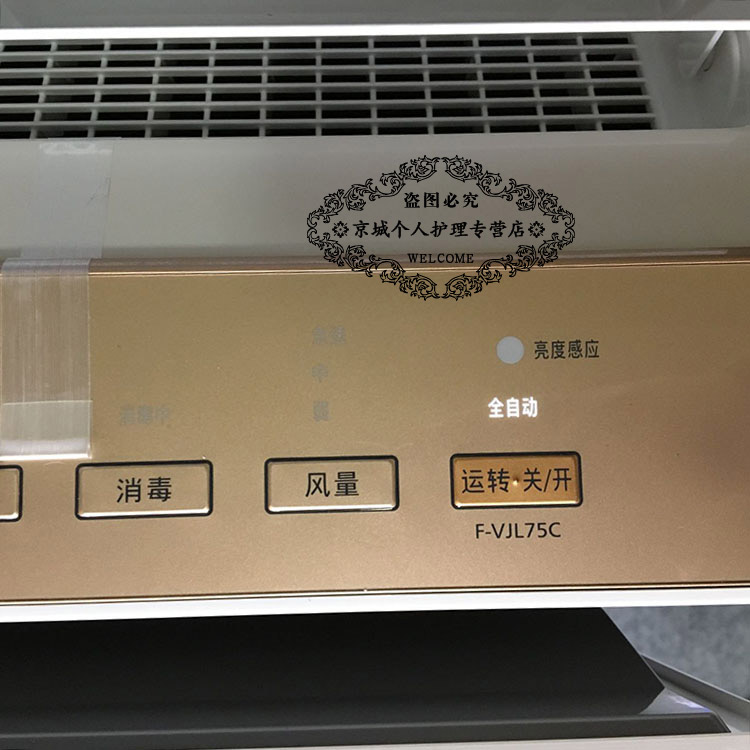 盗图必究
京城个人护理专营店
WELCOME
亮度感应
全自动
消毒
风量
运转·关/开
F-VJL75C